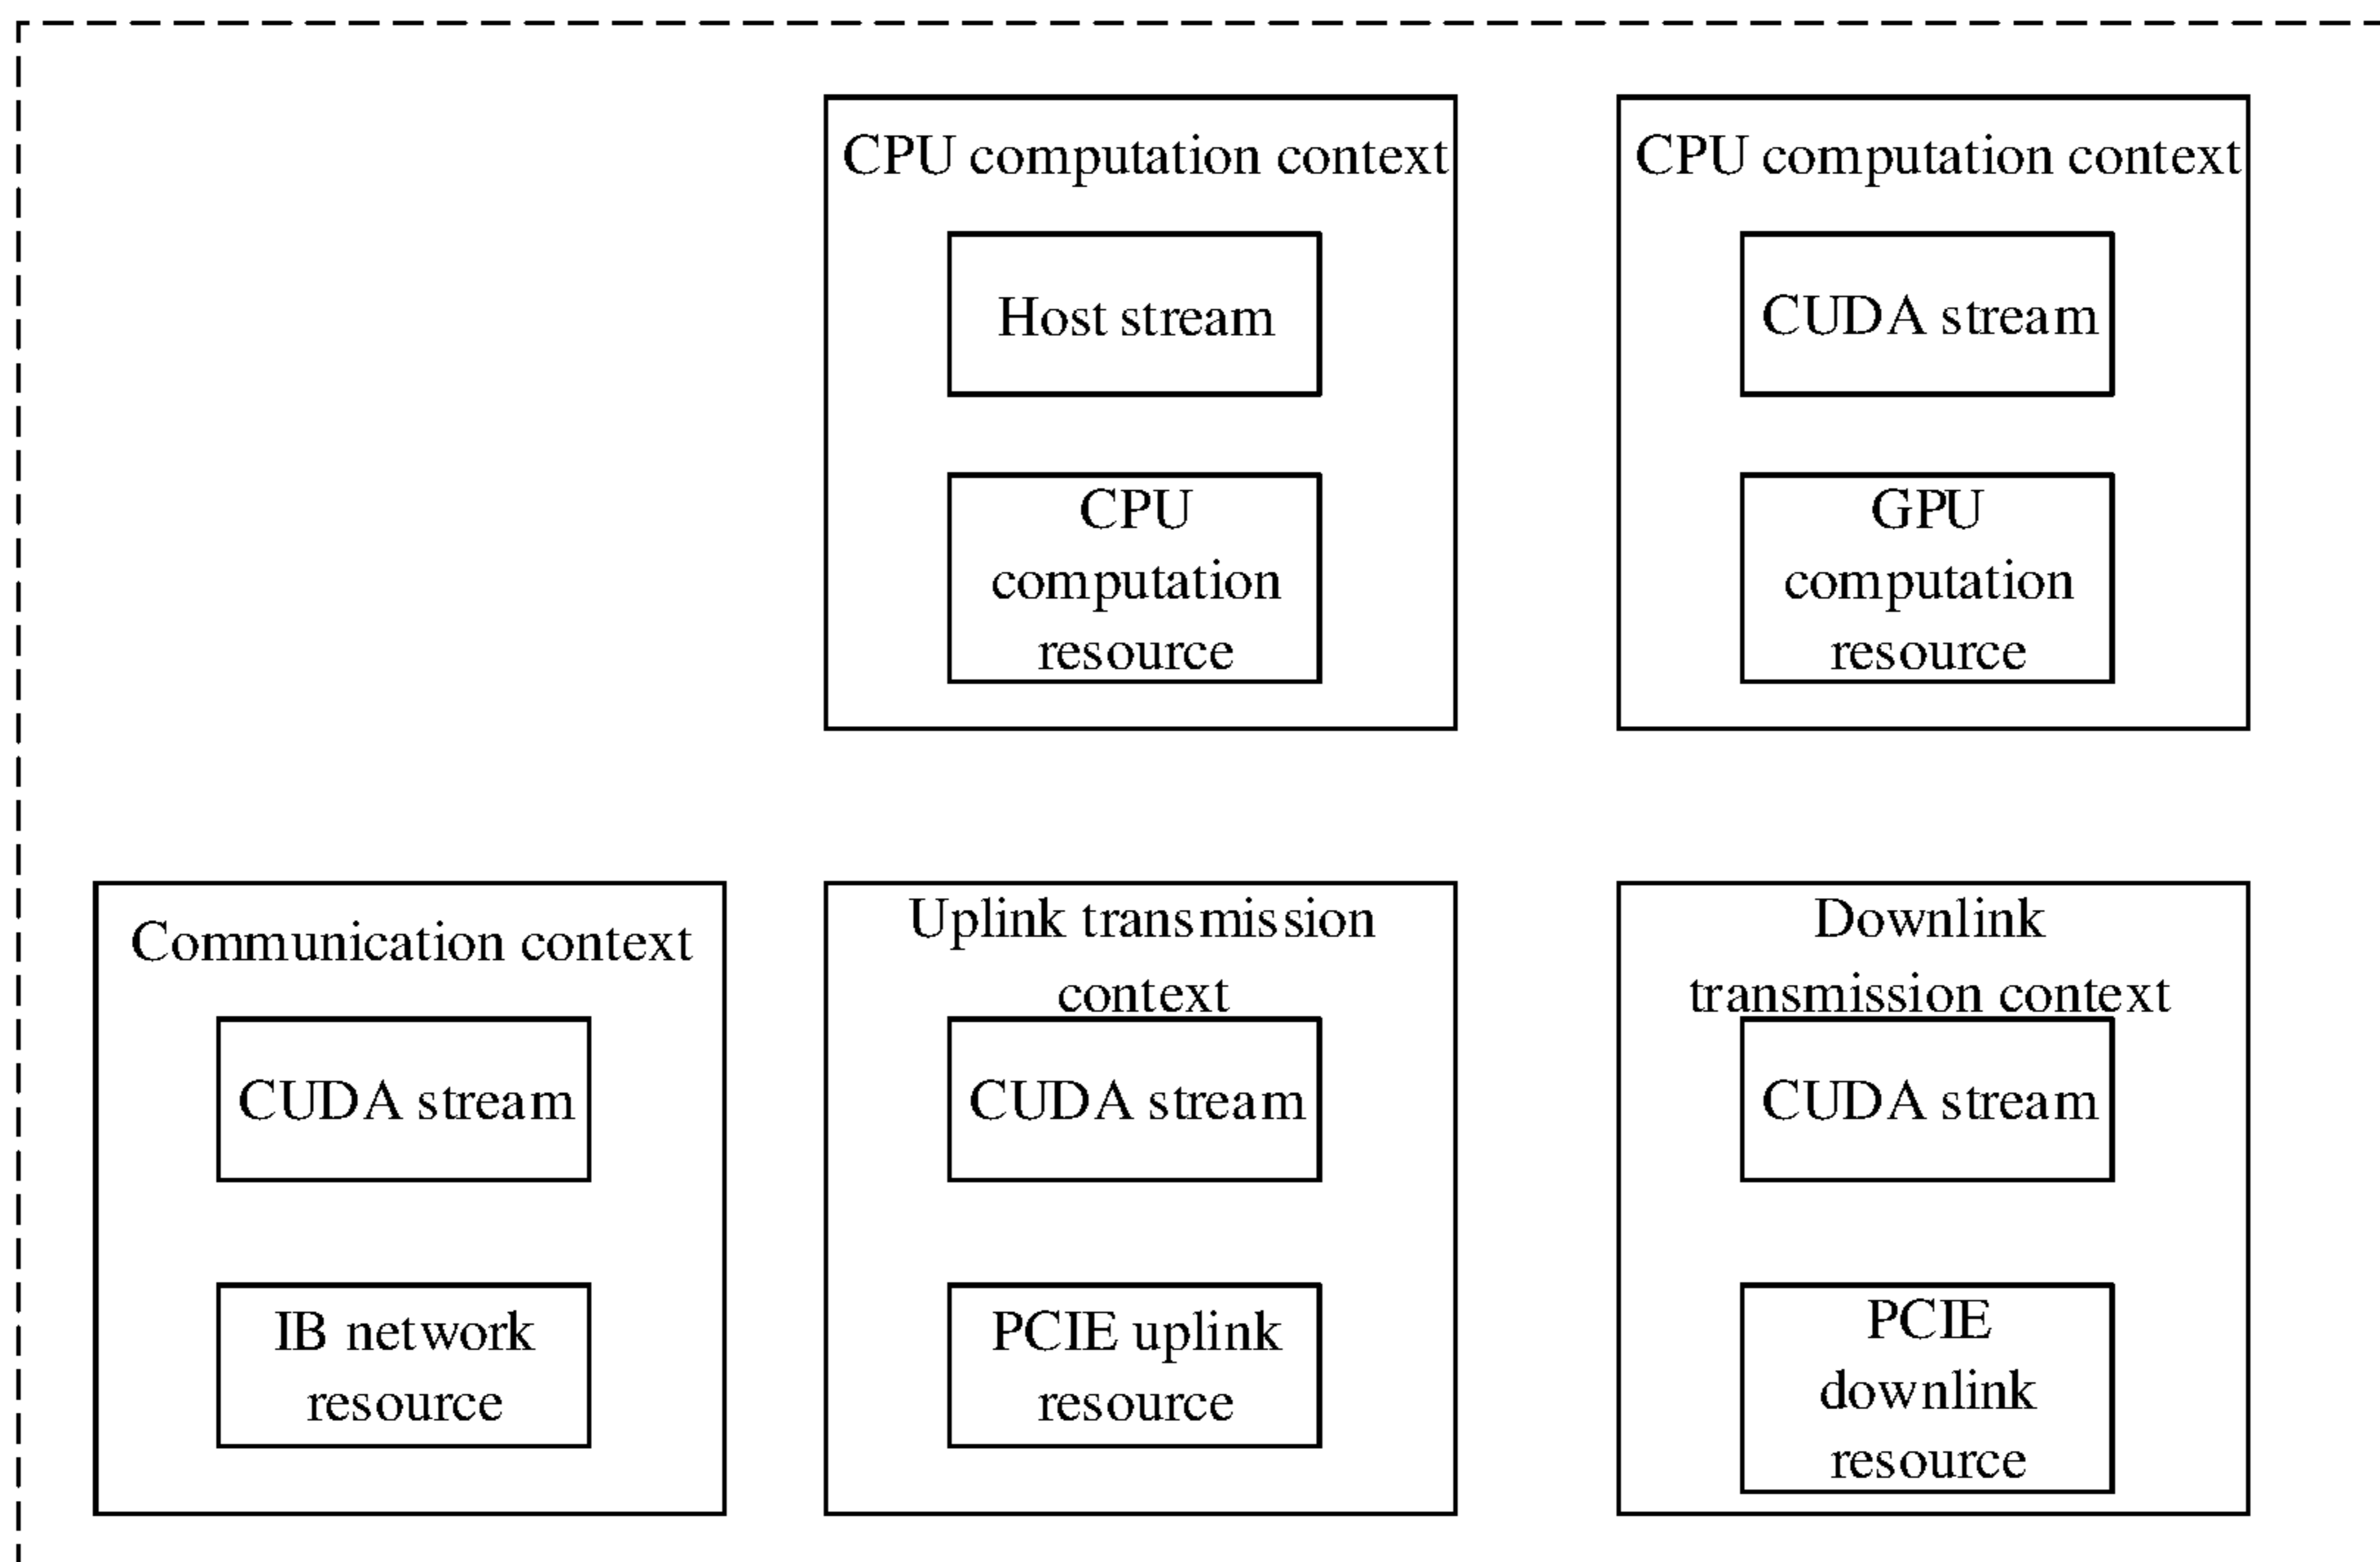 CPU computation context
Host stream
CPU
computation
resource
CPU computation context
CUDA stream
GPU
computation
resource
Communication context
CUDA stream
IB network
resource
Uplink transmission
context
CUDA stream
PCIE uplink
resource
Downlink
transmission context
CUDA stream
PCIE
downlink
resource